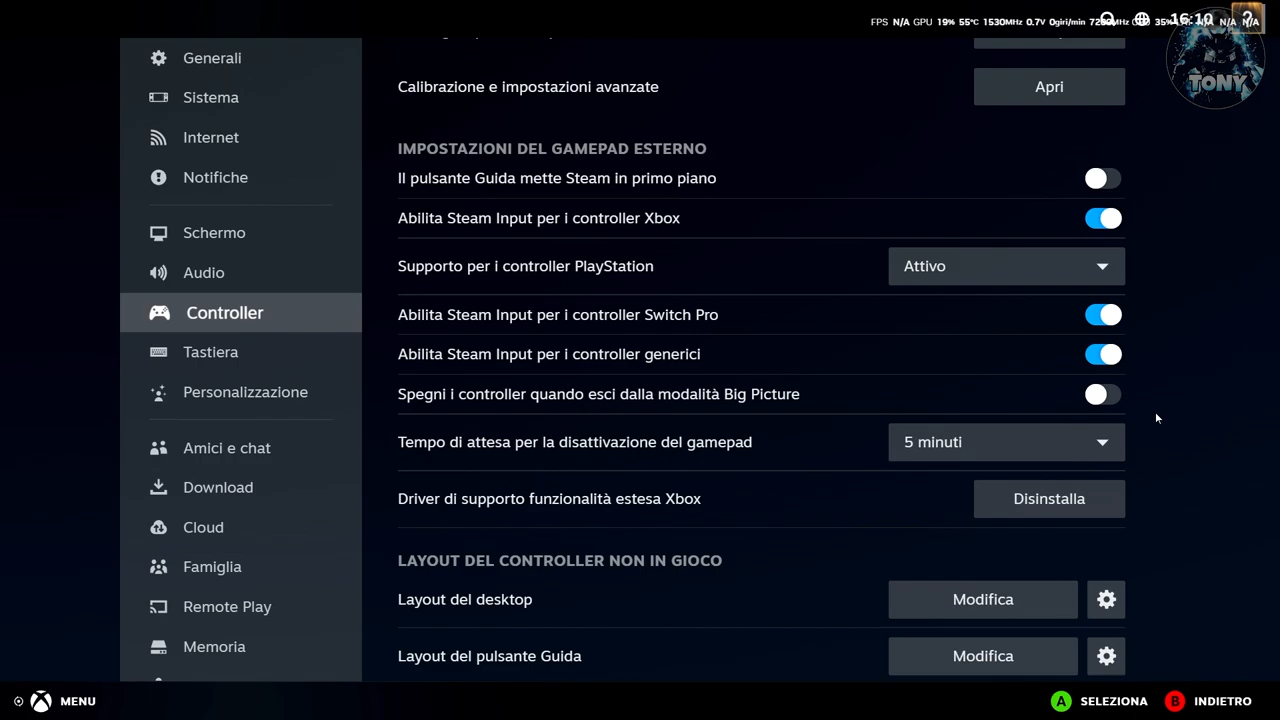 FPS N/A GPU 19% 55°C 1530MHz 0.7V 0giri/min
16:10
TONY
Generali
Sistema
Internet
Notifiche
Schermo
Audio
Controller
Tastiera
Personalizzazione
Amici e chat
Download
Cloud
Famiglia
Remote Play
Memoria
Calibrazione e impostazioni avanzate Apri
IMPOSTAZIONI DEL GAMEPAD ESTERNO
Il pulsante Guida mette Steam in primo piano
Abilita Steam Input per i controller Xbox
Supporto per i controller PlayStation Attivo
Abilita Steam Input per i controller Switch Pro
Abilita Steam Input per i controller generici
Spegni i controller quando esci dalla modalità Big Picture
Tempo di attesa per la disattivazione del gamepad 5 minuti
Driver di supporto funzionalità estesa Xbox Disinstalla
LAYOUT DEL CONTROLLER NON IN GIOCO
Layout del desktop Modifica
Layout del pulsante Guida Modifica
MENU A SELEZIONA B INDIETRO